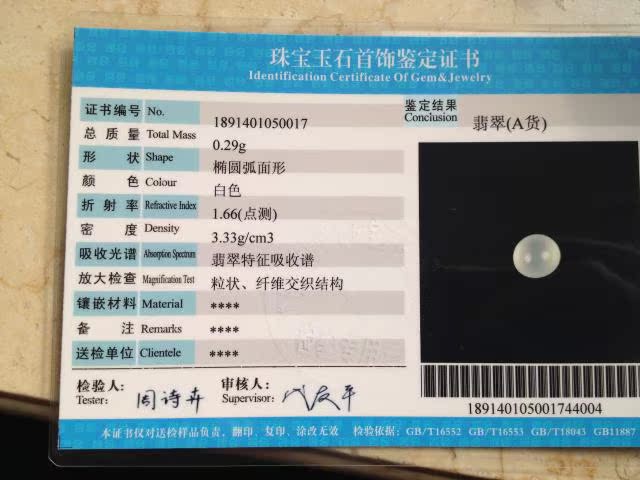 珠宝玉石首饰鉴定证书
Identification Certificate Of Gem&Jewelry
证书编号 No. 1891401050017
总质量 Total Mass 0.29g
形状 Shape 椭圆弧面形
颜色 Colour 白色
折射率 Refractive Index 1.66(点测)
密度 Density 3.33g/cm3
吸收光谱 Absorption Spectrum 翡翠特征吸收谱
放大检查 Magnification Test 粒状、纤维交织结构
镶嵌材料 Material ****
备注 Remarks ****
送检单位 Clientele ****
鉴定结果
Conclusion 翡翠(A货)
检验人:
Tester: 周诗卉
审核人:
Supervisor:
189140105001744004
本证书仅对送检样品负责，翻印、复印、涂改无效 检验依据: GB/T16552 GB/T16553 GB/T18043 GB11887